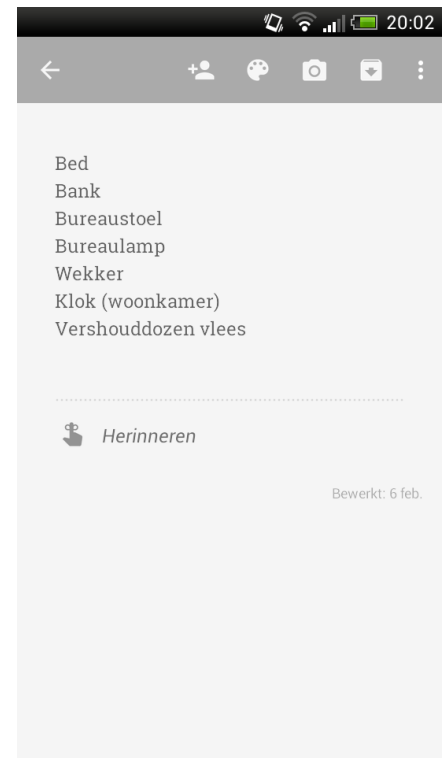 20:02
Bed
Bank
Bureaustoel
Bureaulamp
Wekker
Klok (woonkamer)
Vershouddozen vlees
Herinneren
Bewerkt: 6 feb.